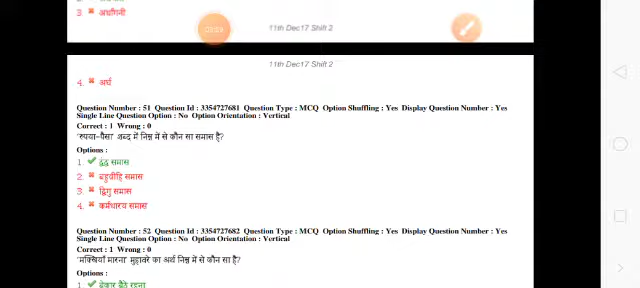 3. अर्धांगिनी
11th Dec17 Shift 2
11th Dec17 Shift 2
4. अर्ध
Question Number : 51 Question Id : 3354727681 Question Type : MCQ Option Shuffling : Yes Display Question Number : Yes
Single Line Question Option : No Option Orientation : Vertical
Correct : 1 Wrong : 0
'रुपया-पैसा' शब्द में निम्न में से कौन सा समास है?
Options :
1. द्वंद्व समास
2. बहुव्रीहि समास
3. द्विगु समास
4. कर्मधारय समास
Question Number : 52 Question Id : 3354727682 Question Type : MCQ Option Shuffling : Yes Display Question Number : Yes
Single Line Question Option : No Option Orientation : Vertical
Correct : 1 Wrong : 0
'मक्खियाँ मारना' मुहावरे का अर्थ निम्न में से कौन सा है?
Options :
1. बेकार बैठे रहना